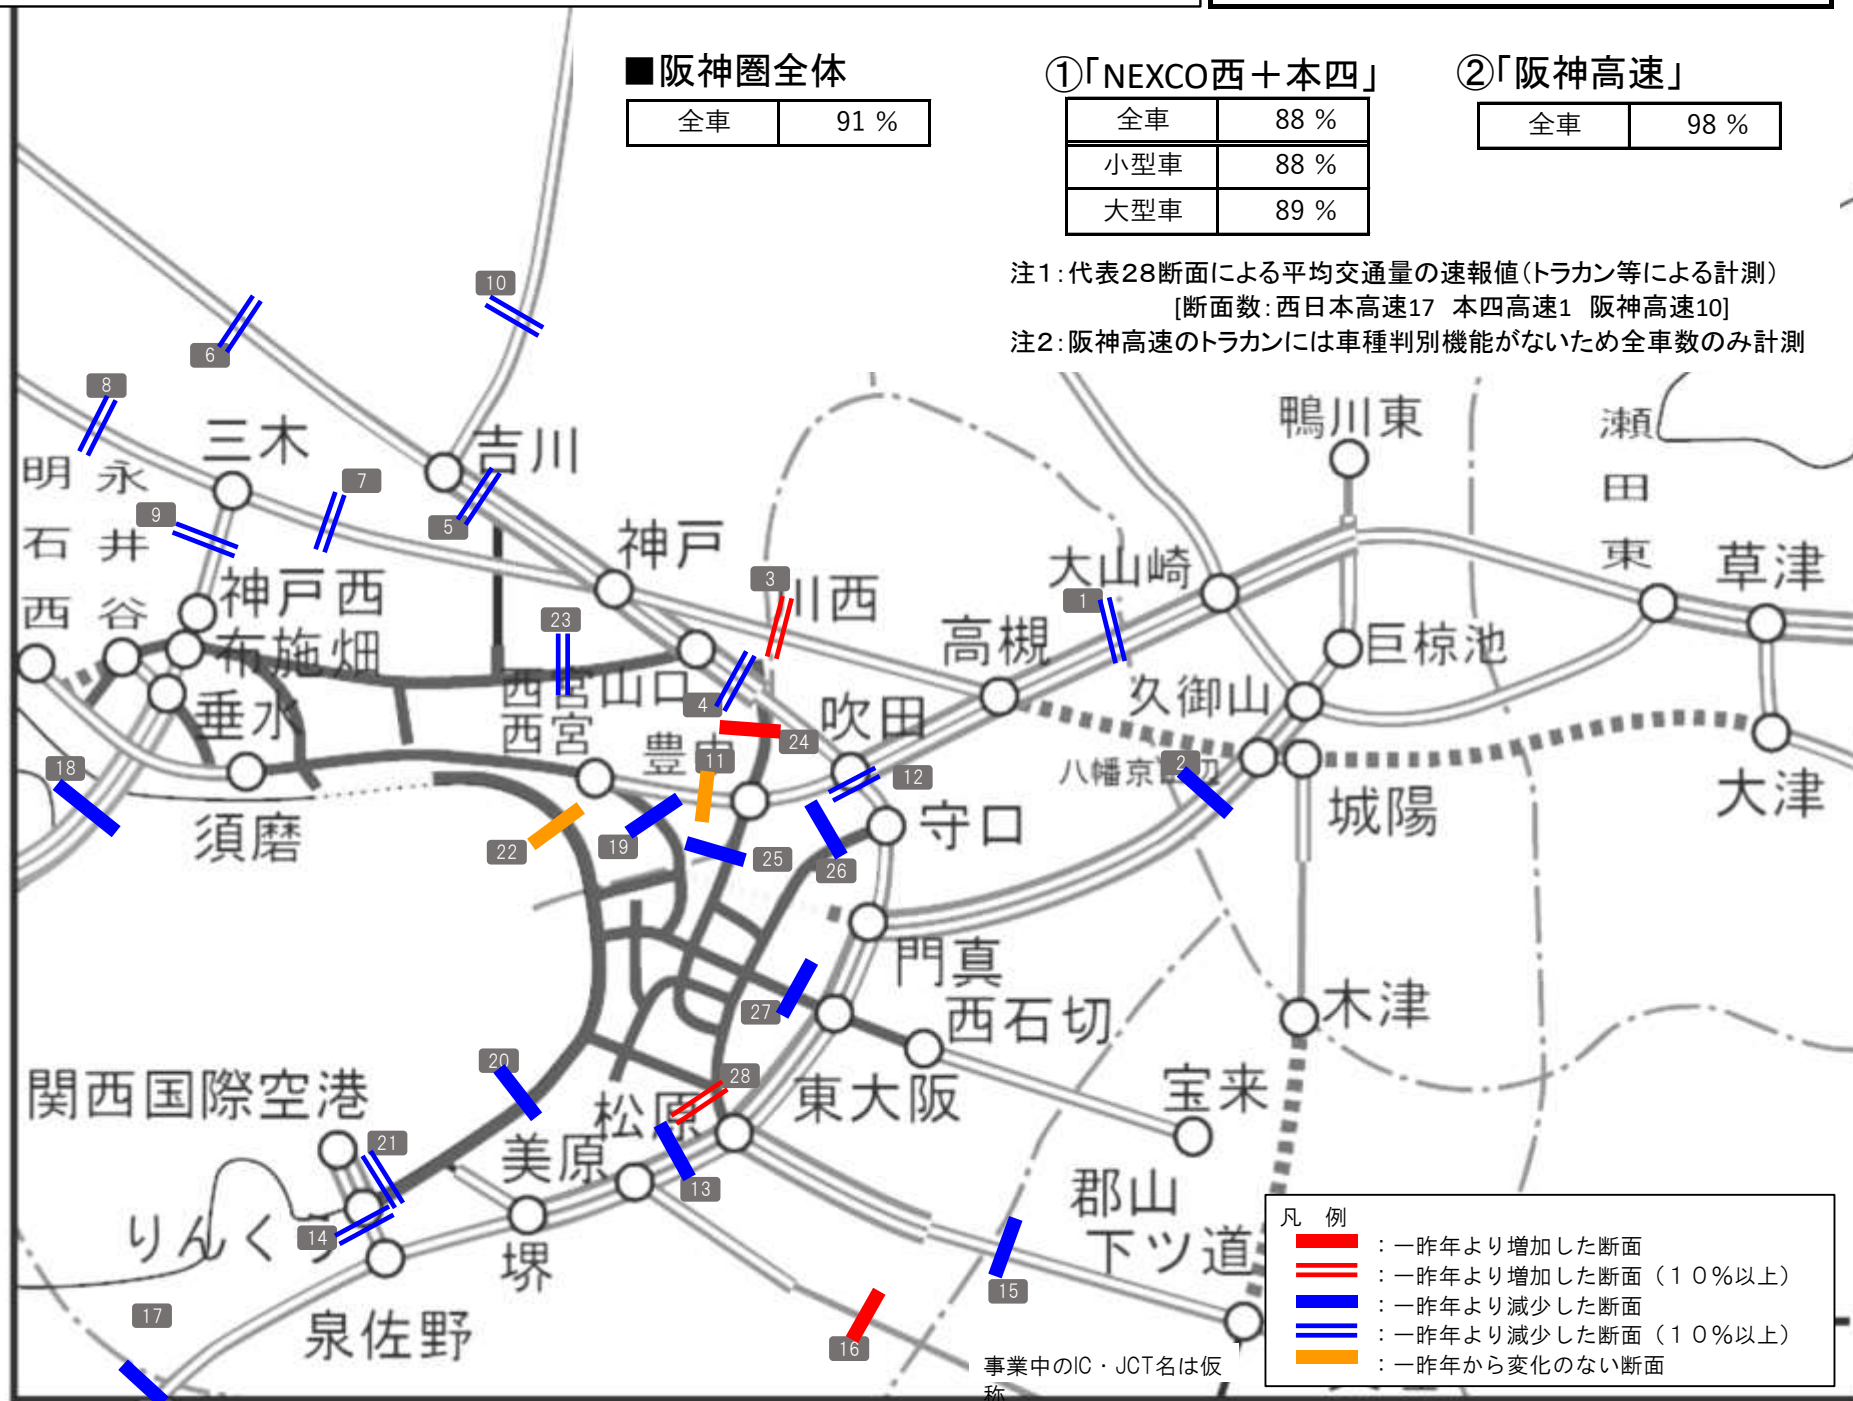 ■阪神圏全体
全車 91 %
①「NEXCO西＋本四」
全車 88 %
小型車 88 %
大型車 89 %
②「阪神高速」
全車 98 %
注１：代表２８断面による平均交通量の速報値（トラカン等による計測）
［断面数：西日本高速17 本四高速1 阪神高速10］
注２：阪神高速のトラカンには車種判別機能がないため全車数のみ計測
10
6
8
三木
吉川
鴨川東
瀬田東
明石西
永井谷
7
9
5
神戸
3
川西
大山崎
草津
神戸西
布施畑
23
1
高槻
巨椋池
西宮山口
4
久御山
垂水
西宮
24
吹田
豊中
11
12
八幡京田辺
2
18
大津
須磨
22
19
25
26
守口
城陽
門真
27
西石切
木津
20
関西国際空港
松原
28
東大阪
宝来
21
美原
13
郡山下ツ道
りんくう
14
堺
15
17
泉佐野
16
事業中のIC・JCT名は仮称
凡 例
：一昨年より増加した断面
：一昨年より増加した断面（１０％以上）
：一昨年より減少した断面
：一昨年より減少した断面（１０％以上）
：一昨年から変化のない断面